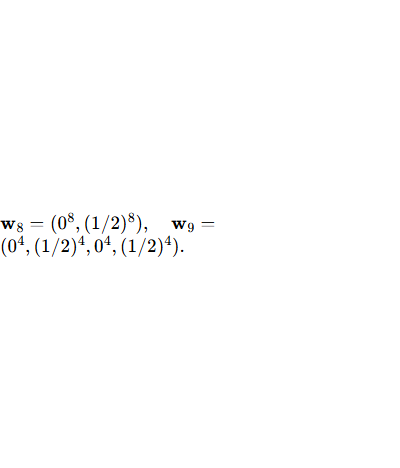 𝐰₈ = (0⁸, (1/2)⁸), 𝐰₉ =
(0⁴, (1/2)⁴, 0⁴, (1/2)⁴).